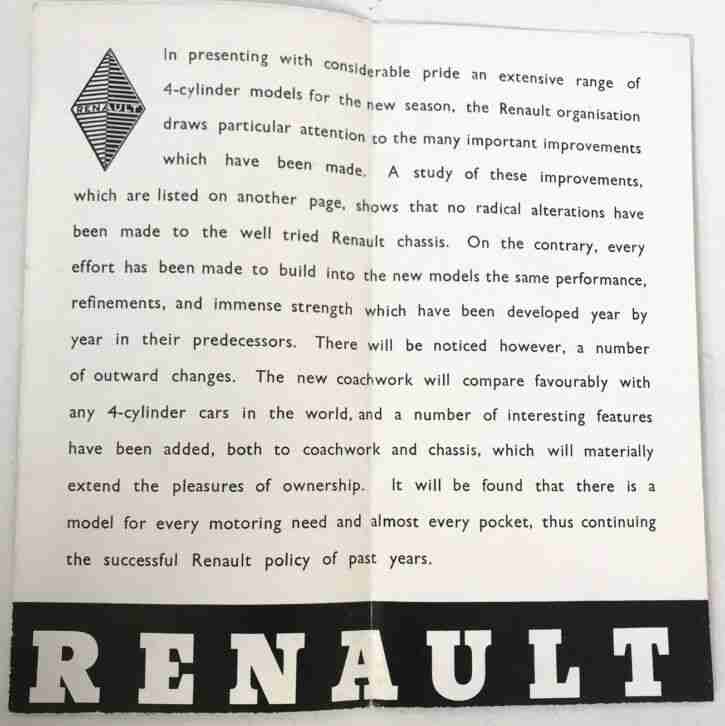 RENAULT
In presenting with considerable pride an extensive range of
4-cylinder models for the new season, the Renault organisation
draws particular attention to the many important improvements
which have been made. A study of these improvements,
which are listed on another page, shows that no radical alterations have
been made to the well tried Renault chassis. On the contrary, every
effort has been made to build into the new models the same performance,
refinements, and immense strength which have been developed year by
year in their predecessors. There will be noticed however, a number
of outward changes. The new coachwork will compare favourably with
any 4-cylinder cars in the world, and a number of interesting features
have been added, both to coachwork and chassis, which will materially
extend the pleasures of ownership. It will be found that there is a
model for every motoring need and almost every pocket, thus continuing
the successful Renault policy of past years.
RENAULT